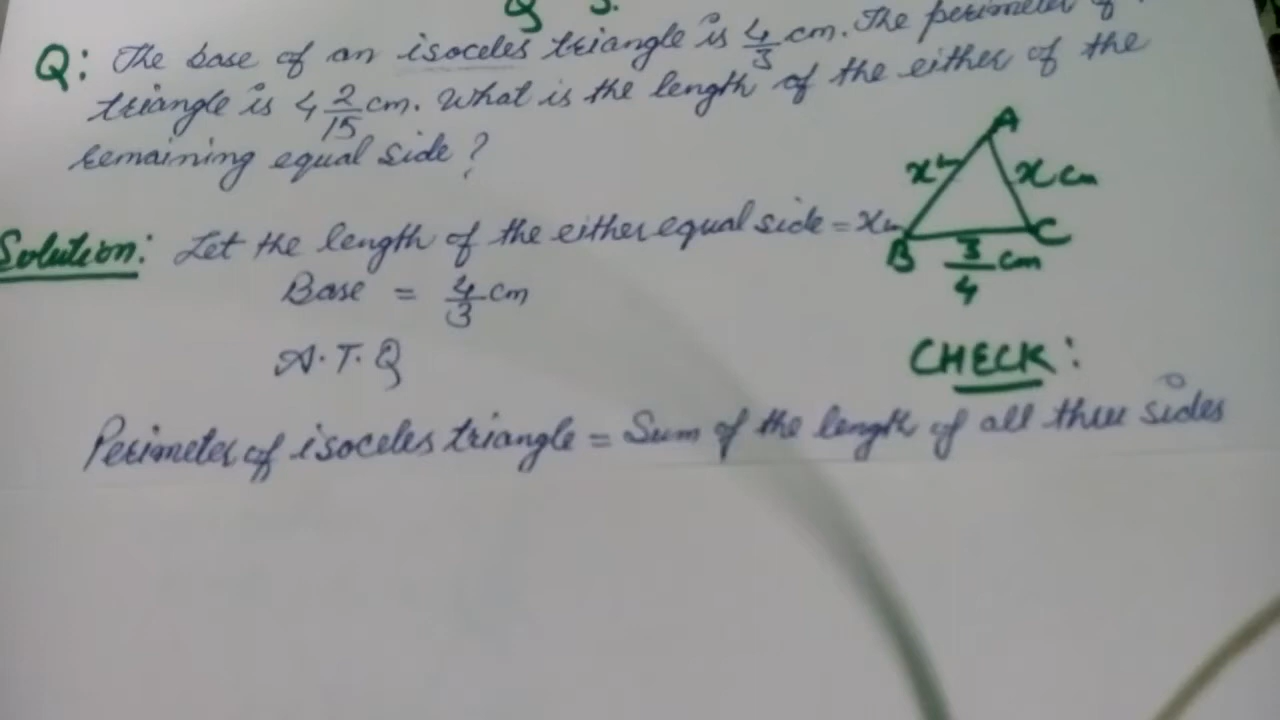 Q: The base of an isoceles triangle is 4/3 cm. The perimeter of
triangle is 4 2/15 cm. What is the length of the either of the
remaining equal side?
A
x cm
x cm
B
C
3/4 cm
Solution: Let the length of the either equal side = x cm
Base = 4/3 cm
A.T.Q
CHECK:
Perimeter of isoceles triangle = Sum of the length of all three sides